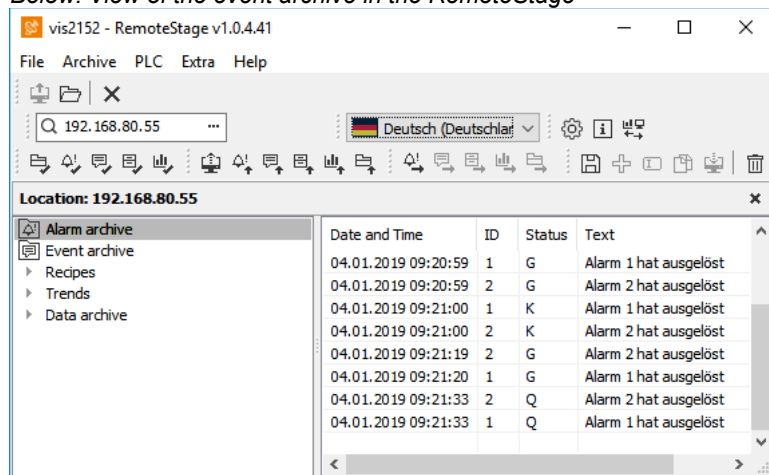 Below: View of the event archive in the RemoteStage
vis2152 - RemoteStage v1.0.4.41
File Archive PLC Extra Help
192.168.80.55 ...
Deutsch (Deutschlar
Location: 192.168.80.55
Alarm archive
Event archive
Recipes
Trends
Data archive
Date and Time ID Status Text
04.01.2019 09:20:59 1 G Alarm 1 hat ausgelöst
04.01.2019 09:20:59 2 G Alarm 2 hat ausgelöst
04.01.2019 09:21:00 1 K Alarm 1 hat ausgelöst
04.01.2019 09:21:00 2 K Alarm 2 hat ausgelöst
04.01.2019 09:21:19 2 G Alarm 2 hat ausgelöst
04.01.2019 09:21:20 1 G Alarm 1 hat ausgelöst
04.01.2019 09:21:33 2 Q Alarm 2 hat ausgelöst
04.01.2019 09:21:33 1 Q Alarm 1 hat ausgelöst